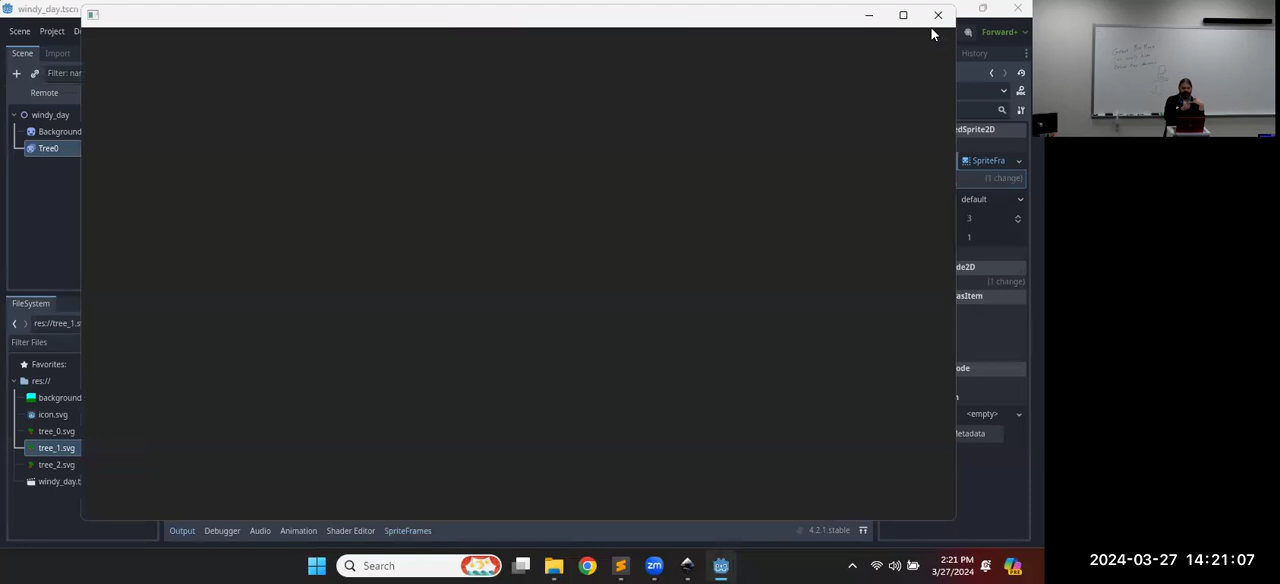 windy_day.tscn
Scene Project D
Forward+
Scene Import
History
Filter: nar
Remote
windy_day
Background
edSprite2D
Tree0
SpriteFra
(1 change)
default
3
1
de2D
(1 change)
asItem
FileSystem
res://tree_1.s
Filter Files
Favorites:
ode
res://
background
icon.svg
<empty>
tree_0.svg
etadata
tree_1.svg
tree_2.svg
windy_day.t
Output Debugger Audio Animation Shader Editor SpriteFrames
4.2.1.stable
Search
zm
2:21 PM
3/27/2024
2024-03-27 14:21:07